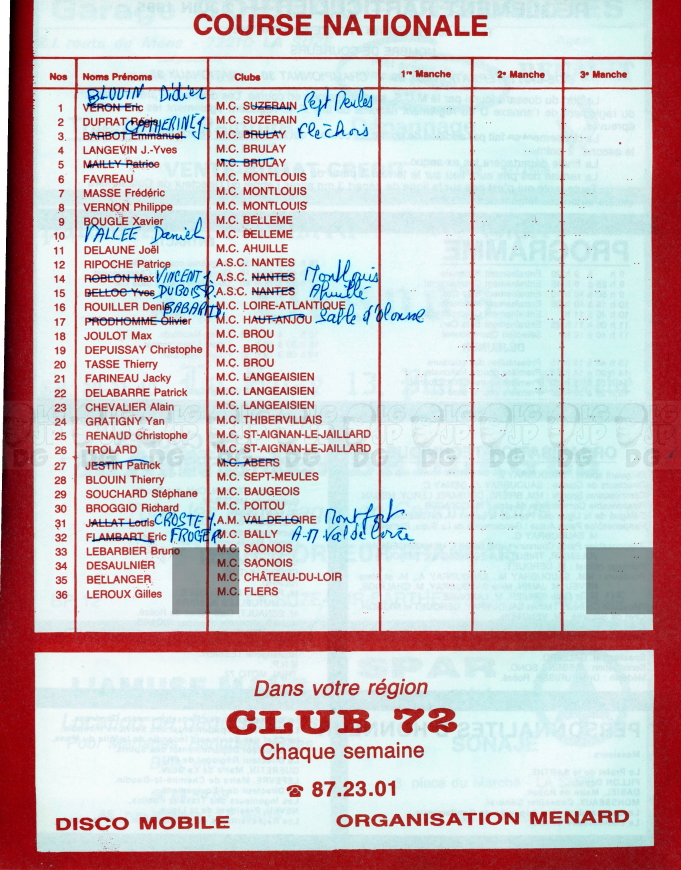 COURSE NATIONALE
Nos Noms Prénoms Clubs 1re Manche 2e Manche 3e Manche
BLOUIN Didier
1 VÉRON Eric M.C. SUZERAIN Sept Meules
2 DUPRAT Régis M.C. SUZERAIN
CATHERINE J.
3 BARBOT Emmanuel M.C. BRULAY Flechois
4 LANGEVIN J.-Yves M.C. BRULAY
5 MAILLY Patrice M.C. BRULAY
6 FAVREAU M.C. MONTLOUIS
7 MASSE Frédéric M.C. MONTLOUIS
8 VERNON Philippe M.C. MONTLOUIS
9 BOUGLE Xavier M.C. BELLEME
10 VALLEE Daniel M.C. BELLEME
11 DELAUNE Joël M.C. AHUILLE
12 RIPOCHE Patrice A.S.C. NANTES
14 ROBLON Max VINCENT J. A.S.C. NANTES Montlouis
15 BELLOC Yves DUBOIS P. A.S.C. NANTES Ahuillé
16 ROUILLER Denis M.C. LOIRE-ATLANTIQUE
BABARIT
17 PRODHOMME Olivier M.C. HAUT-ANJOU Sable d'olonne
18 JOULOT Max M.C. BROU
19 DEPUISSAY Christophe M.C. BROU
20 TASSE Thierry M.C. BROU
21 FARINEAU Jacky M.C. LANGEAISIEN
22 DELABARRE Patrick M.C. LANGEAISIEN
23 CHEVALIER Alain M.C. LANGEAISIEN
24 GRATIGNY Yan M.C. THIBERVILLAIS
25 RENAUD Christophe M.C. ST-AIGNAN-LE-JAILLARD
26 TROLARD M.C. ST-AIGNAN-LE-JAILLARD
27 JESTIN Patrick M.C. ABERS
28 BLOUIN Thierry M.C. SEPT-MEULES
29 SOUCHARD Stéphane M.C. BAUGEOIS
30 BROGGIO Richard M.C. POITOU
31 JALLAT Louis CROSTE Y. A.M. VAL-DE-LOIRE Montfort
32 FLAMBART Eric FROGER M.C. BALLY A-M Val de Loire
33 LEBARBIER Bruno M.C. SAONOIS
34 DESAULNIER M.C. SAONOIS
35 BELLANGER M.C. CHÂTEAU-DU-LOIR
36 LEROUX Gilles M.C. FLERS
Dans votre région
CLUB 72
Chaque semaine
☎ 87.23.01
DISCO MOBILE ORGANISATION MENARD